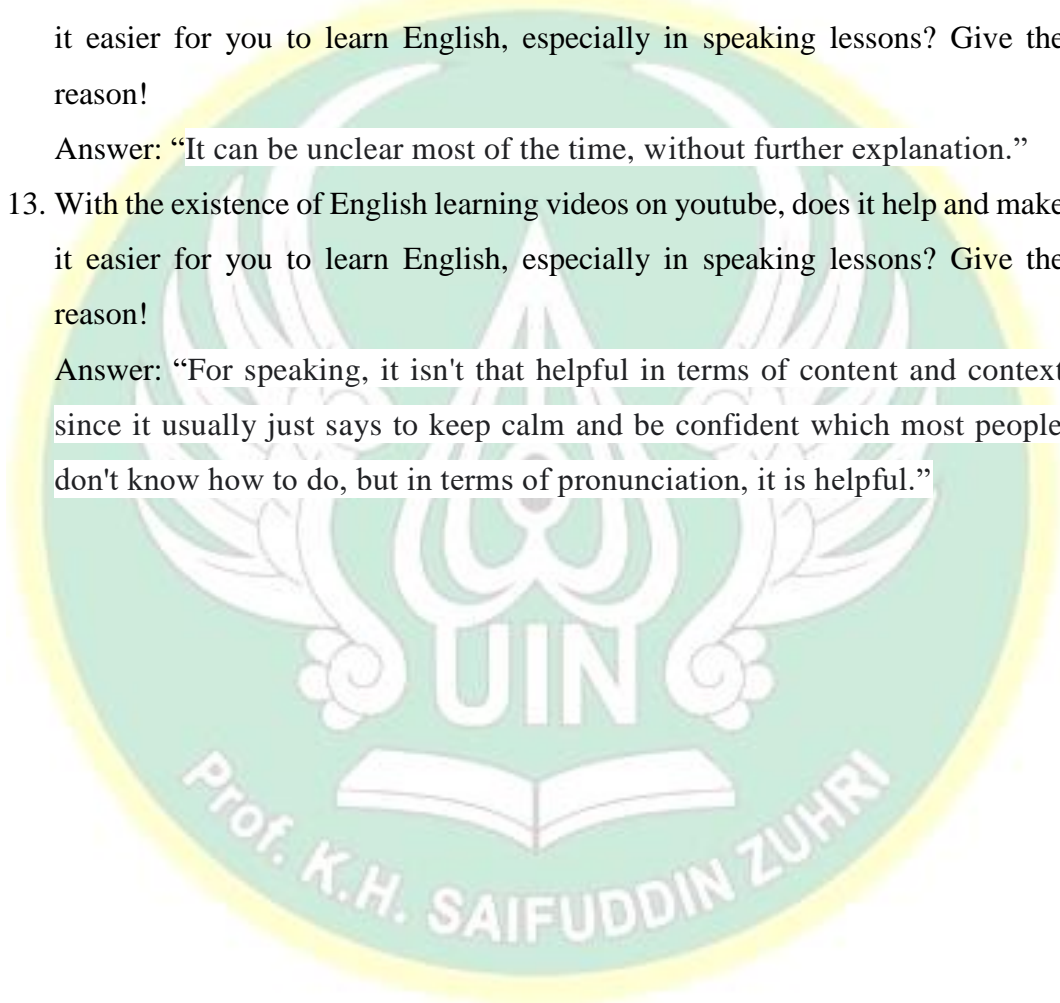 it easier for you to learn English, especially in speaking lessons? Give the
reason!
Answer: “It can be unclear most of the time, without further explanation.”
13. With the existence of English learning videos on youtube, does it help and make
it easier for you to learn English, especially in speaking lessons? Give the
reason!
Answer: “For speaking, it isn't that helpful in terms of content and context
since it usually just says to keep calm and be confident which most people
don't know how to do, but in terms of pronunciation, it is helpful.”
UIN
Prof. K.H. SAIFUDDIN ZUHRI